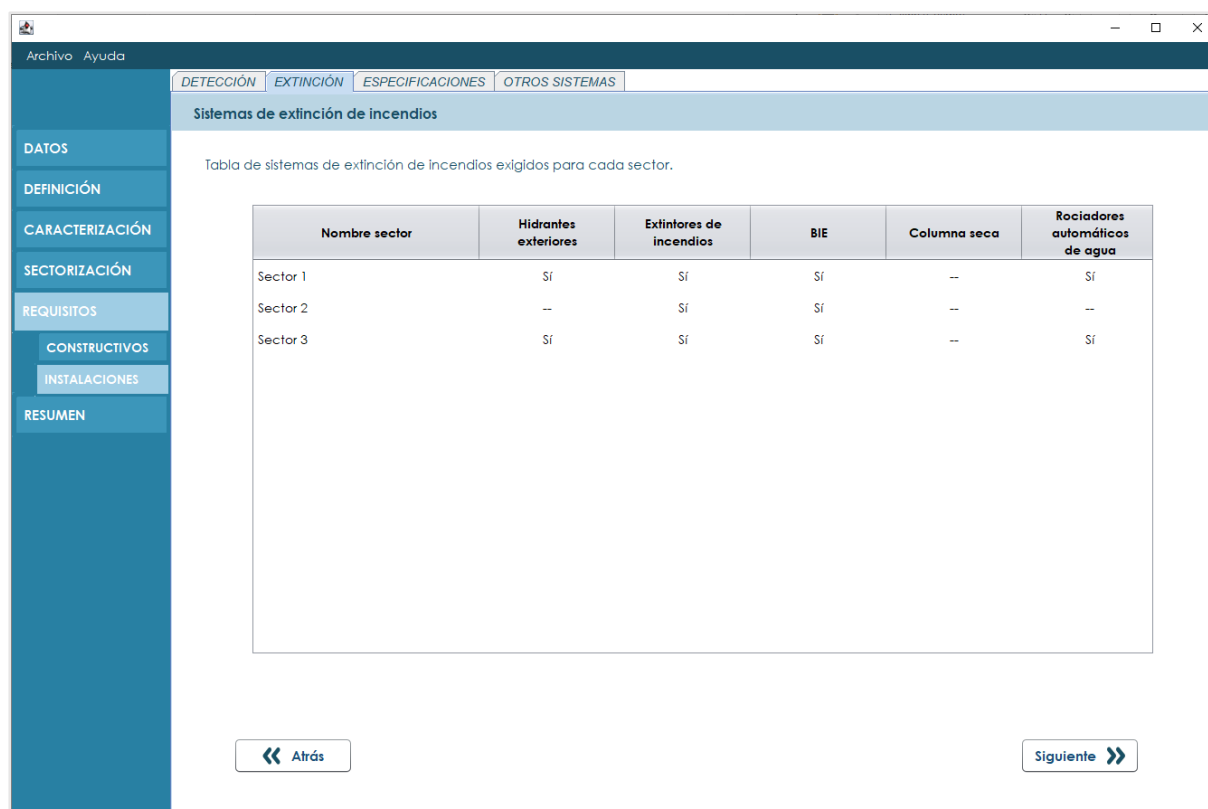 Archivo Ayuda
DETECCIÓN EXTINCIÓN ESPECIFICACIONES OTROS SISTEMAS
Sistemas de extinción de incendios
DATOS
DEFINICIÓN
CARACTERIZACIÓN
SECTORIZACIÓN
REQUISITOS
CONSTRUCTIVOS
INSTALACIONES
RESUMEN
Tabla de sistemas de extinción de incendios exigidos para cada sector.
Nombre sector Hidrantes exteriores Extintores de incendios BIE Columna seca Rociadores automáticos de agua
Sector 1 Sí Sí Sí -- Sí
Sector 2 -- Sí Sí -- --
Sector 3 Sí Sí Sí -- Sí
Atrás Siguiente